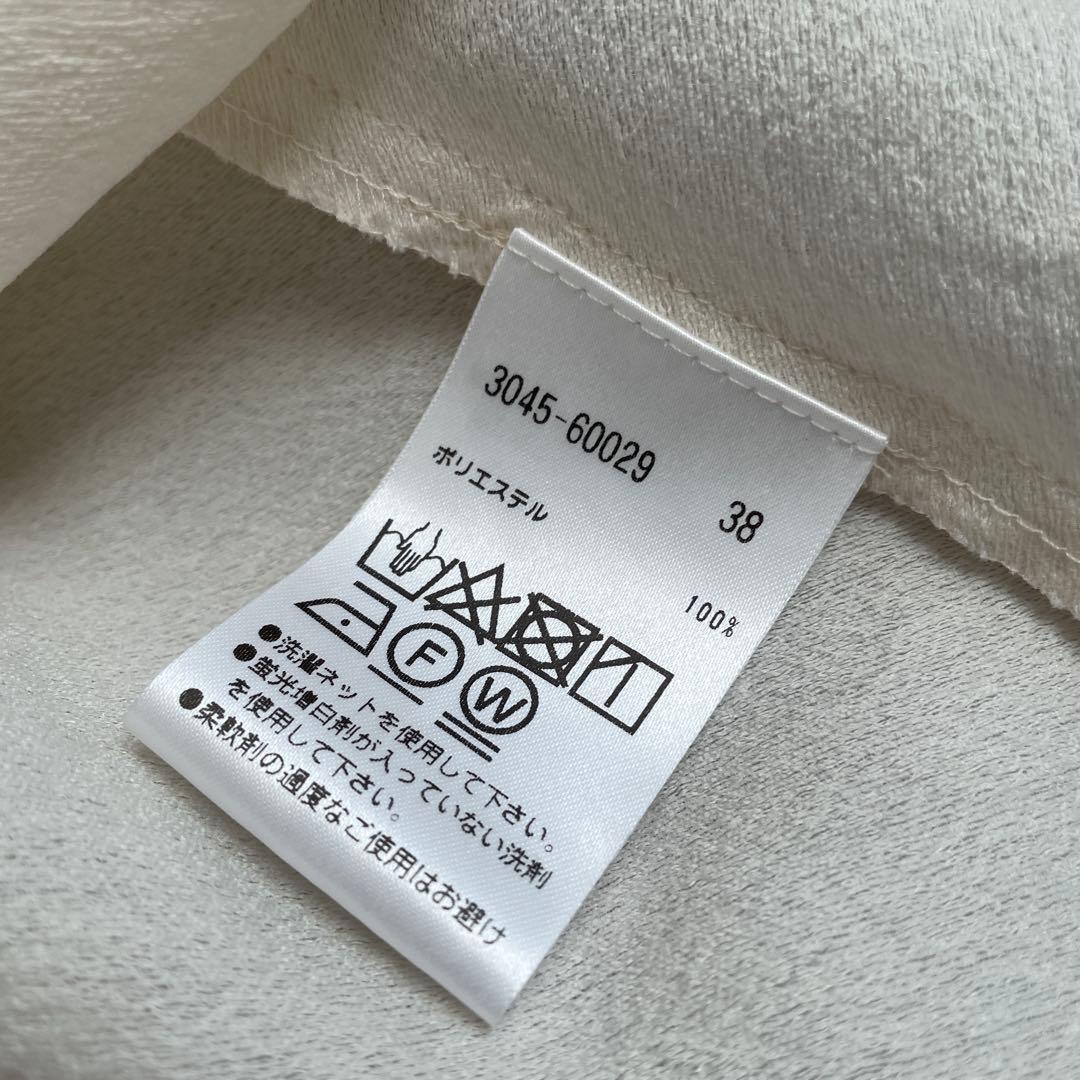 3045-60029
38
ポリエステル 100%
F W
●洗濯ネットを使用して下さい。
●蛍光増白剤が入っていない洗剤
を使用して下さい。
●柔軟剤の過度なご使用はお避け